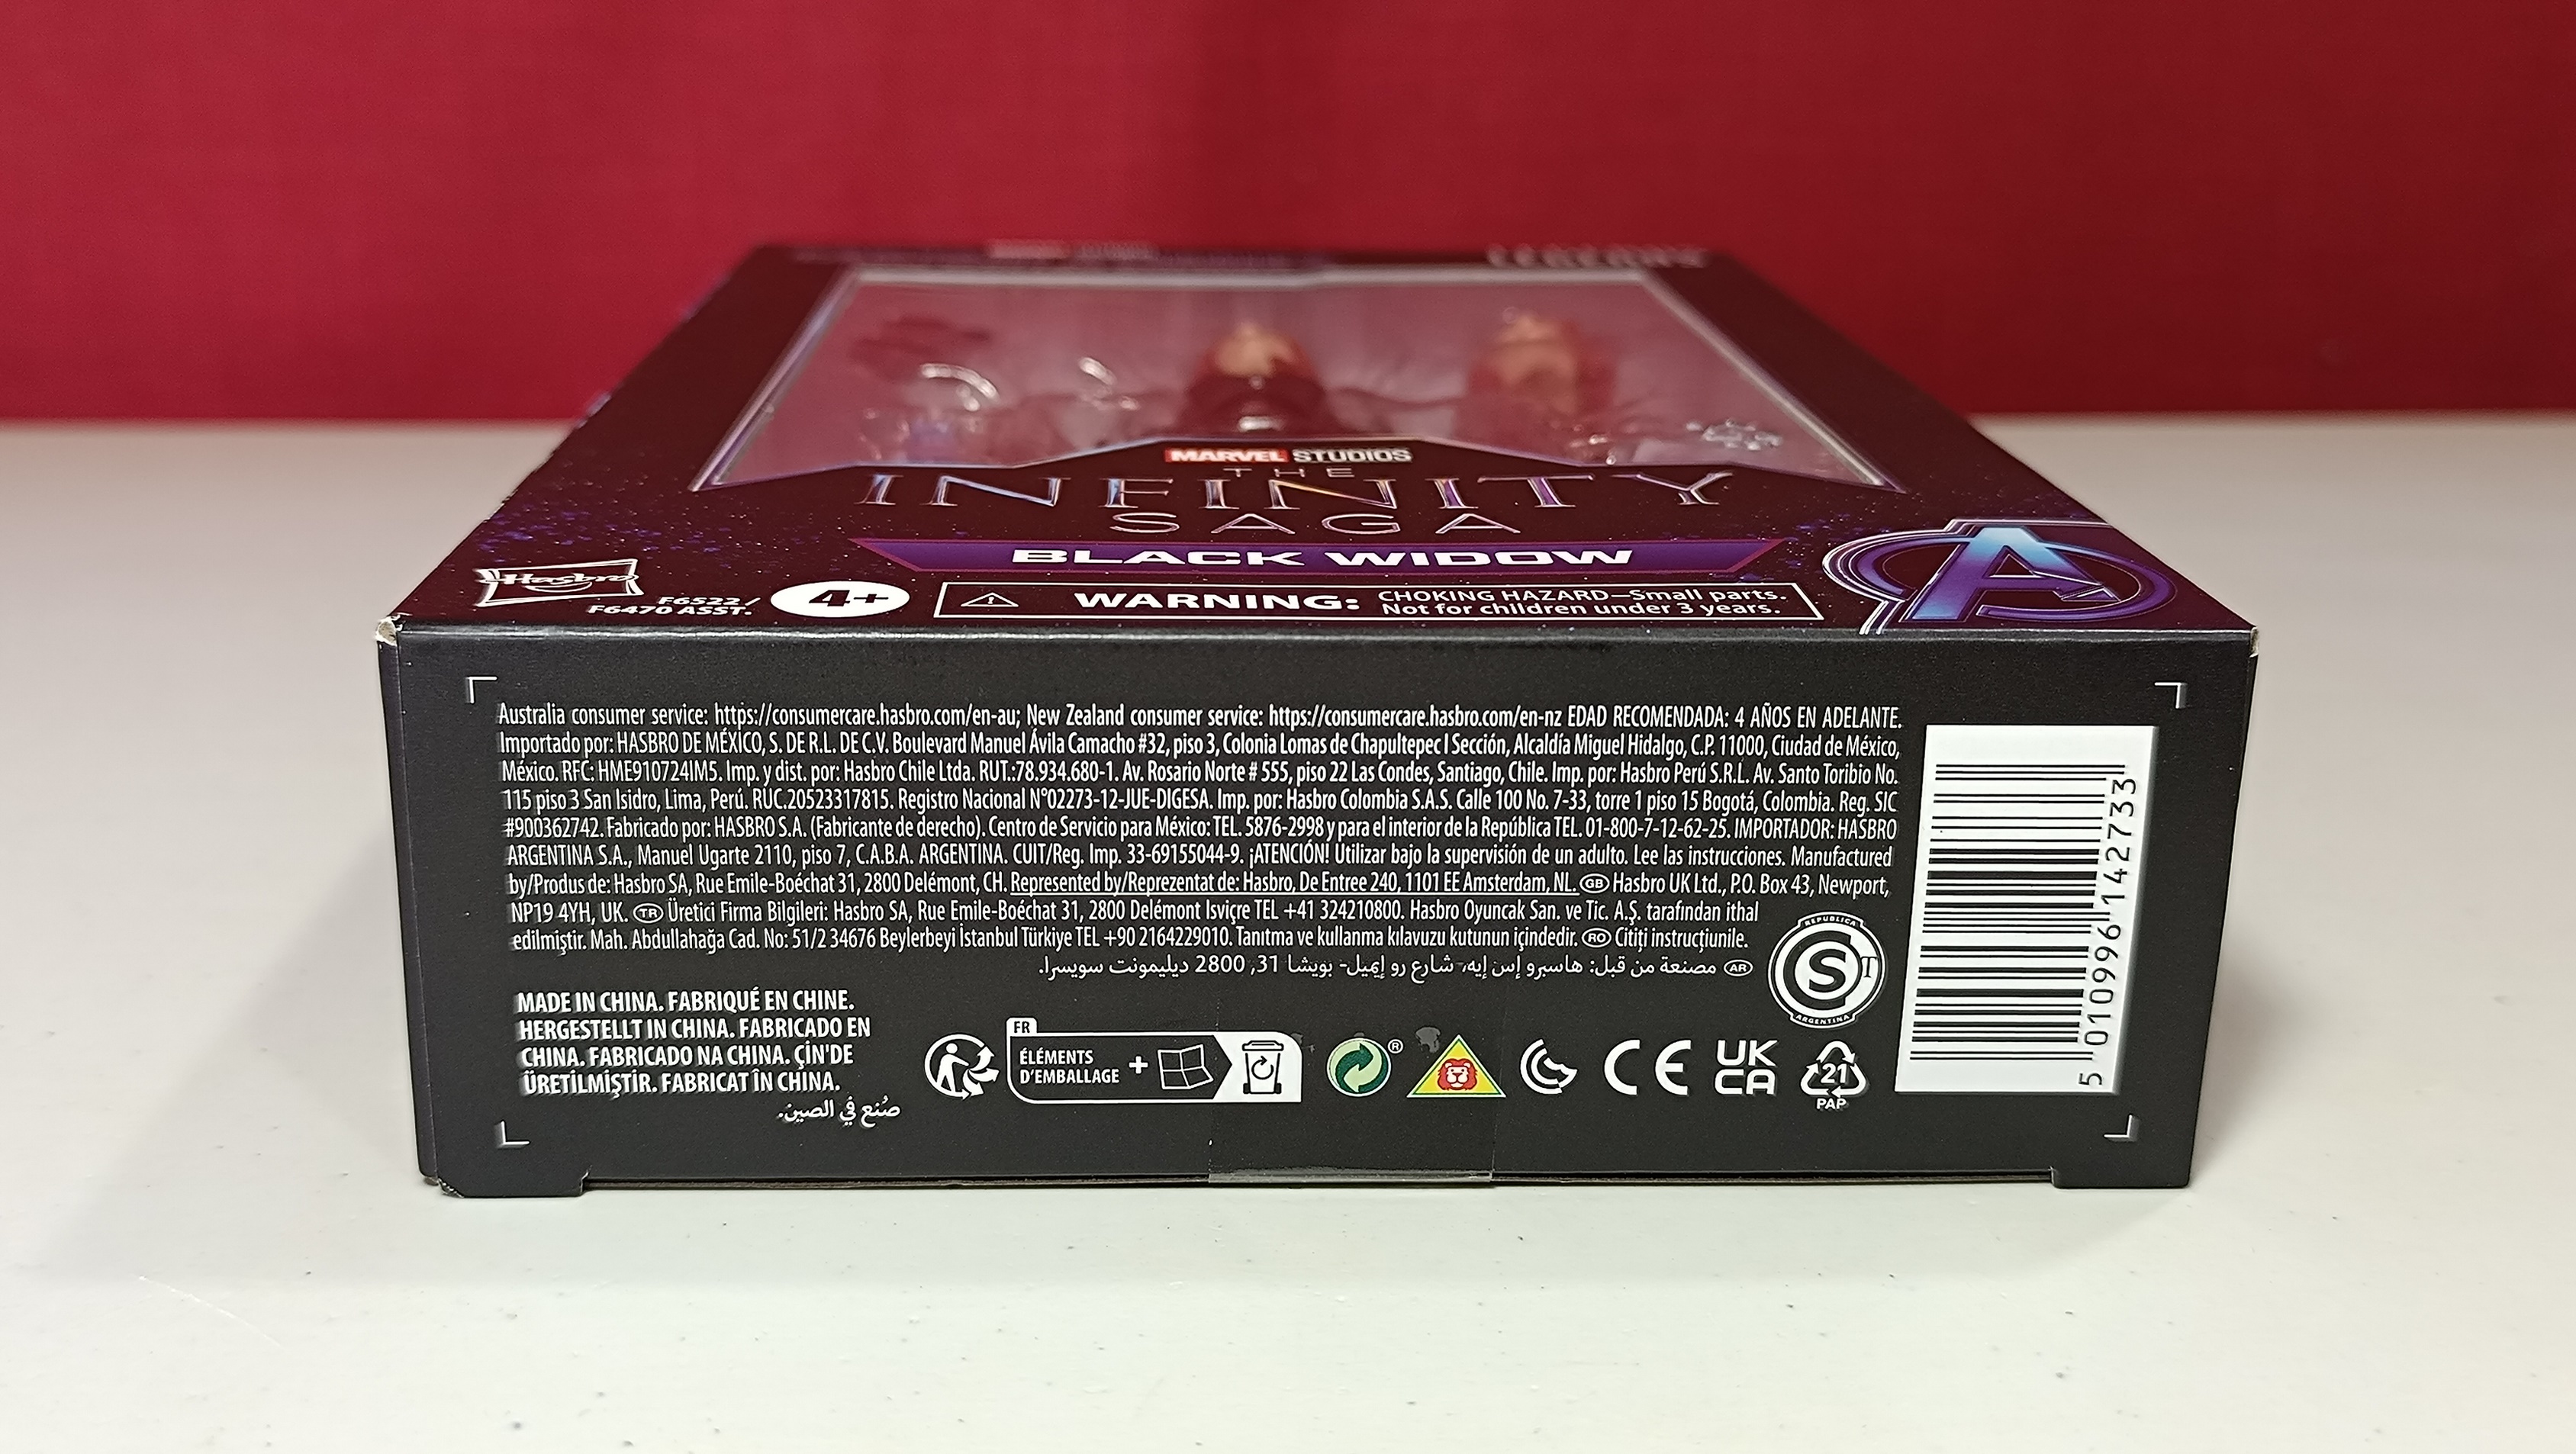 MARVEL STUDIOS
THE
INFINITY
SAGA
BLACK WIDOW
Hasbro
F6522/
F6470 ASST.
4+
WARNING: CHOKING HAZARD—Small parts.
Not for children under 3 years.
Australia consumer service: https://consumercare.hasbro.com/en-au; New Zealand consumer service: https://consumercare.hasbro.com/en-nz EDAD RECOMENDADA: 4 AÑOS EN ADELANTE.
Importado por: HASBRO DE MÉXICO, S. DE R.L. DE C.V. Boulevard Manuel Ávila Camacho #32, piso 3, Colonia Lomas de Chapultepec I Sección, Alcaldía Miguel Hidalgo, C.P. 11000, Ciudad de México,
México. RFC: HME910724IM5. Imp. y dist. por: Hasbro Chile Ltda. RUT.:78.934.680-1. Av. Rosario Norte # 555, piso 22 Las Condes, Santiago, Chile. Imp. por: Hasbro Perú S.R.L. Av. Santo Toribio No.
115 piso 3 San Isidro, Lima, Perú. RUC.20523317815. Registro Nacional N°02273-12-JUE-DIGESA. Imp. por: Hasbro Colombia S.A.S. Calle 100 No. 7-33, torre 1 piso 15 Bogotá, Colombia. Reg. SIC
#900362742. Fabricado por: HASBRO S.A. (Fabricante de derecho). Centro de Servicio para México: TEL. 5876-2998 y para el interior de la República TEL. 01-800-7-12-62-25. IMPORTADOR: HASBRO
ARGENTINA S.A., Manuel Ugarte 2110, piso 7, C.A.B.A. ARGENTINA. CUIT/Reg. Imp. 33-69155044-9. ¡ATENCIÓN! Utilizar bajo la supervisión de un adulto. Lee las instrucciones. Manufactured
by/Produs de: Hasbro SA, Rue Emile-Boéchat 31, 2800 Delémont, CH. Represented by/Reprezentat de: Hasbro, De Entree 240, 1101 EE Amsterdam, NL. GB Hasbro UK Ltd., P.O. Box 43, Newport,
NP19 4YH, UK. TR Üretici Firma Bilgileri: Hasbro SA, Rue Emile-Boéchat 31, 2800 Delémont Isviçre TEL +41 324210800. Hasbro Oyuncak San. ve Tic. A.Ş. tarafından ithal
edilmiştir. Mah. Abdullahağa Cad. No: 51/2 34676 Beylerbeyi İstanbul Türkiye TEL +90 2164229010. Tanıtma ve kullanma kılavuzu kutunun içindedir. RO Citiți instrucțiunile.
AR مصنعة من قبل: هاسبرو إس إيه، شارع رو إميل- بويشا 31, 2800 ديليمونت سويسرا.
REPUBLICA
S T
ARGENTINA
MADE IN CHINA. FABRIQUÉ EN CHINE.
HERGESTELLT IN CHINA. FABRICADO EN
CHINA. FABRICADO NA CHINA. ÇİN'DE
ÜRETİLMİŞTİR. FABRICAT ÎN CHINA.
صُنع في الصين.
FR
ÉLÉMENTS
D'EMBALLAGE
+
®
CE
UK
CA
21
PAP
5 010996 142733